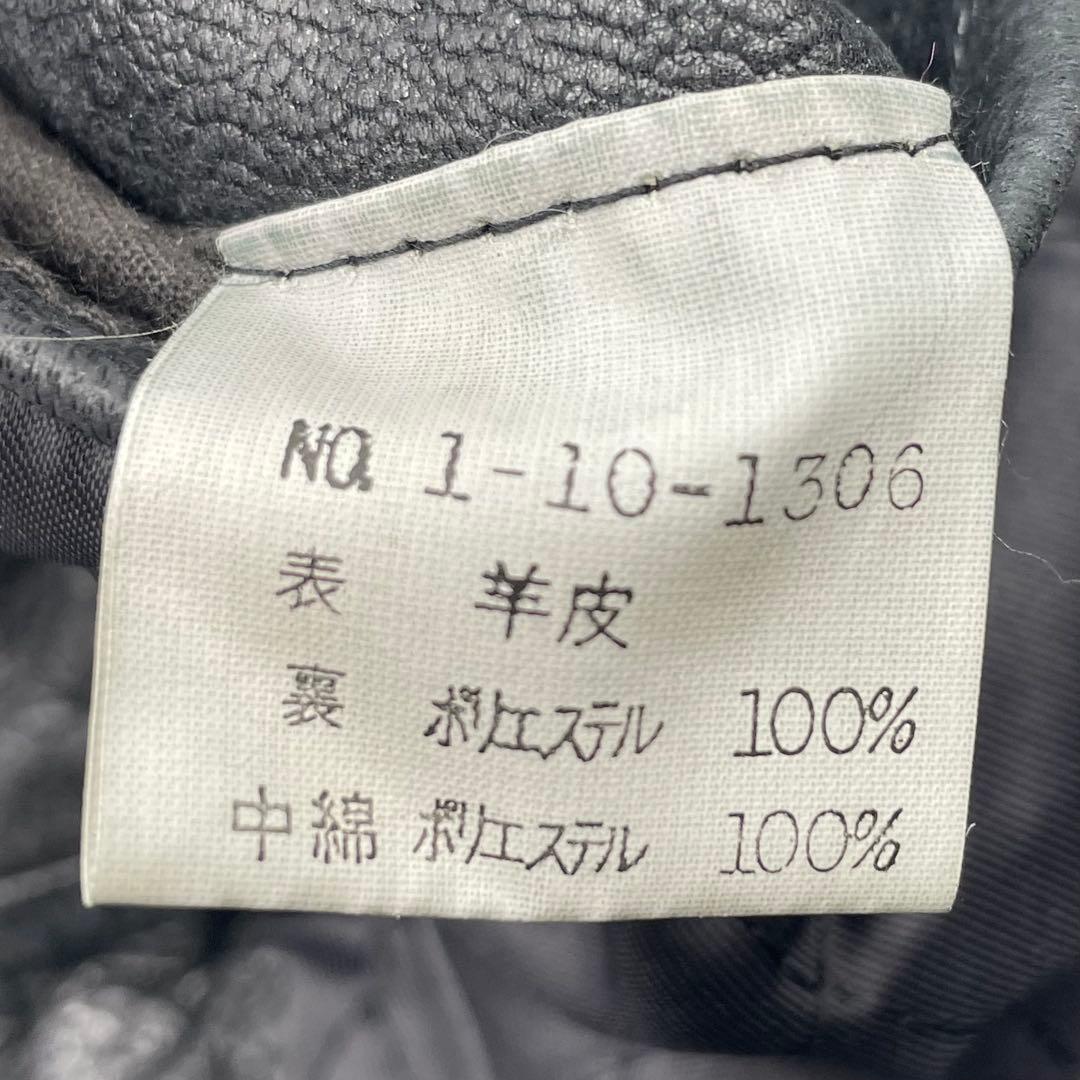 NO. 1-10-1306
表 羊皮
裏 ポリエステル 100%
中綿 ポリエステル 100%